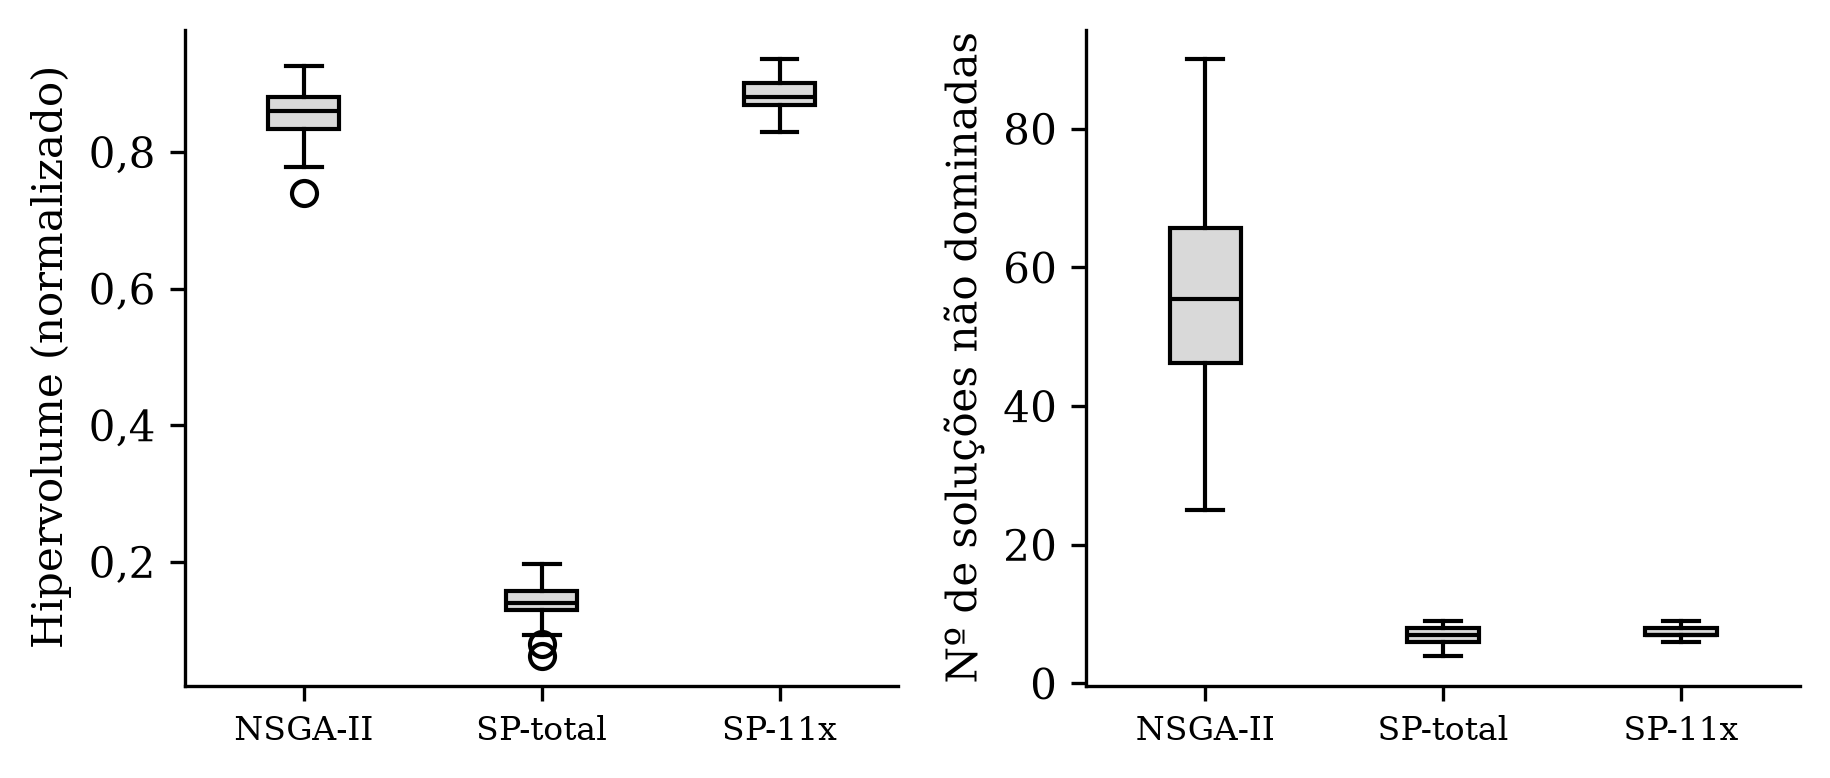 Hipervolume (normalizado)
0,8
0,6
0,4
0,2
NSGA-II
SP-total
SP-11x
Nº de soluções não dominadas
80
60
40
20
0
NSGA-II
SP-total
SP-11x